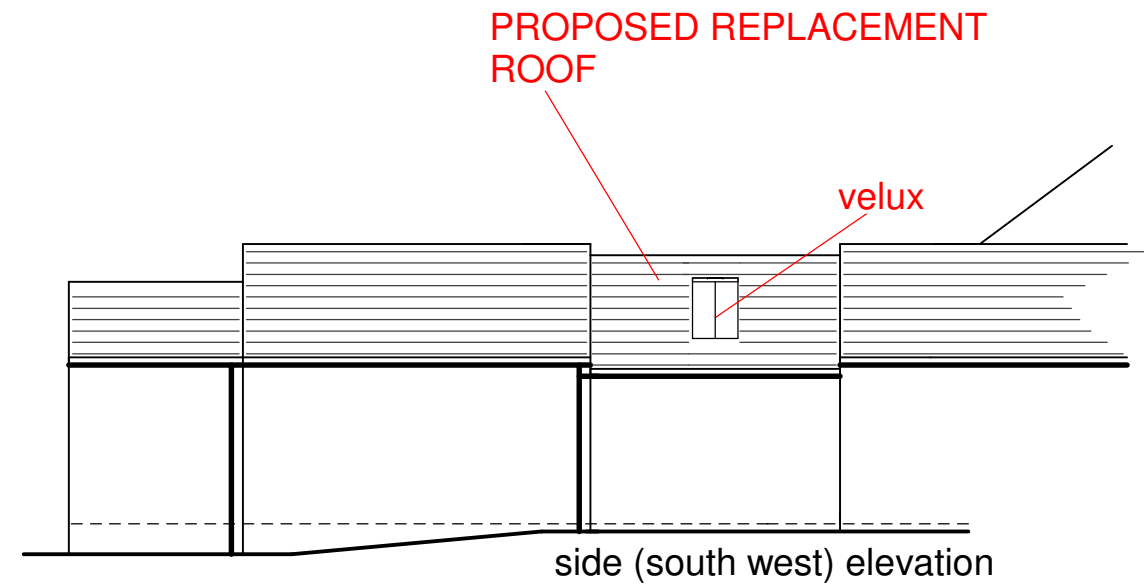 PROPOSED REPLACEMENT
ROOF
velux
side (south west) elevation